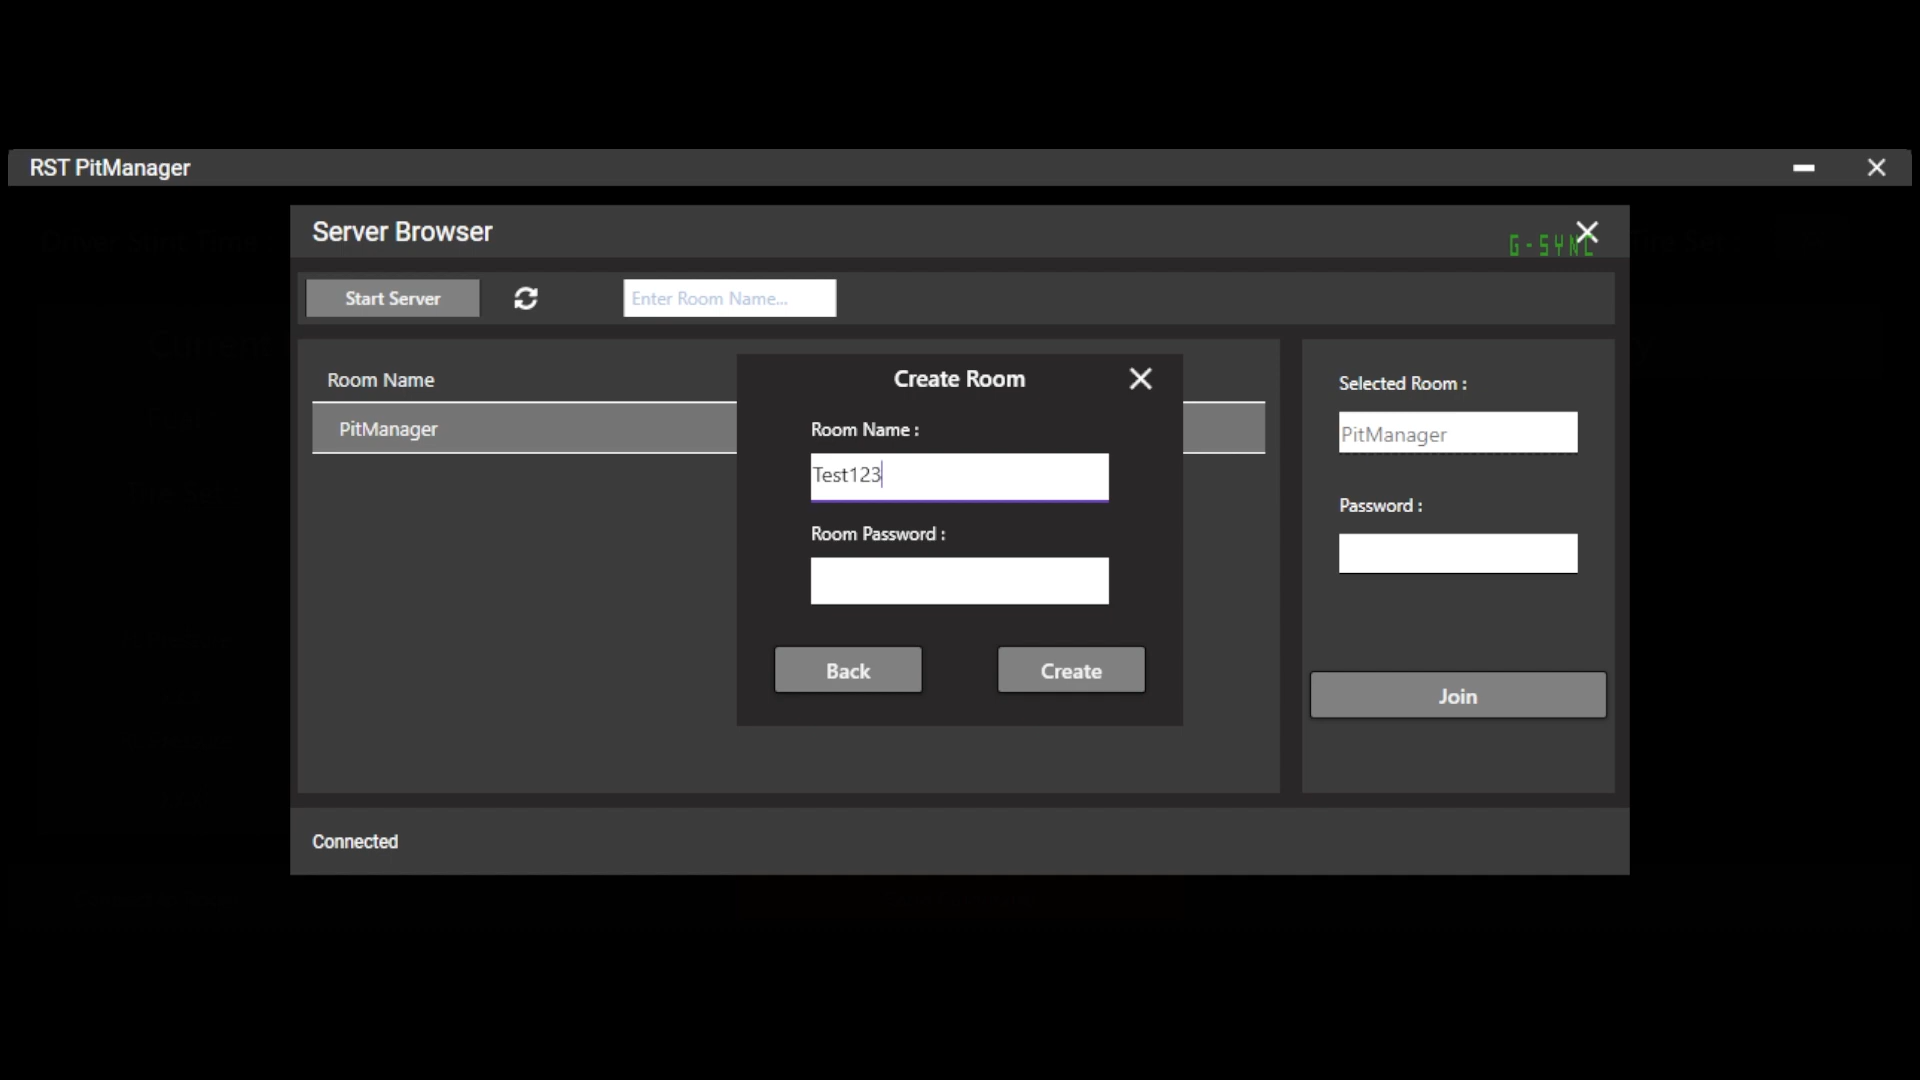 RST PitManager
Server Browser
G-SYNC
Start Server
Enter Room Name...
Room Name
PitManager
Create Room
Room Name :
Test123
Room Password :
Back
Create
Selected Room :
PitManager
Password :
Join
Connected